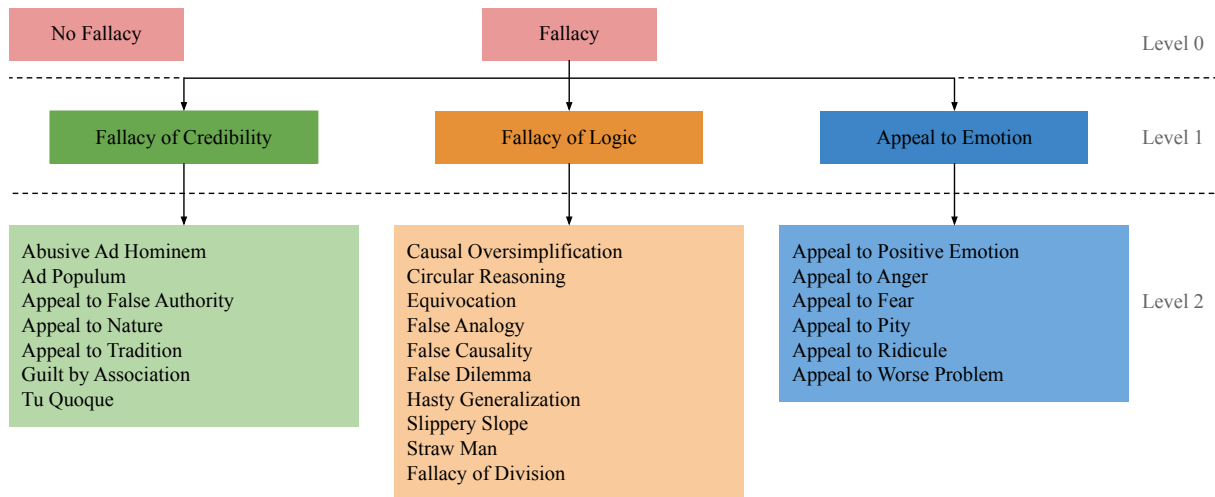 No Fallacy
Fallacy
Level 0
Fallacy of Credibility
Fallacy of Logic
Appeal to Emotion
Level 1
Abusive Ad Hominem
Ad Populum
Appeal to False Authority
Appeal to Nature
Appeal to Tradition
Guilt by Association
Tu Quoque
Causal Oversimplification
Circular Reasoning
Equivocation
False Analogy
False Causality
False Dilemma
Hasty Generalization
Slippery Slope
Straw Man
Fallacy of Division
Appeal to Positive Emotion
Appeal to Anger
Appeal to Fear
Appeal to Pity
Appeal to Ridicule
Appeal to Worse Problem
Level 2